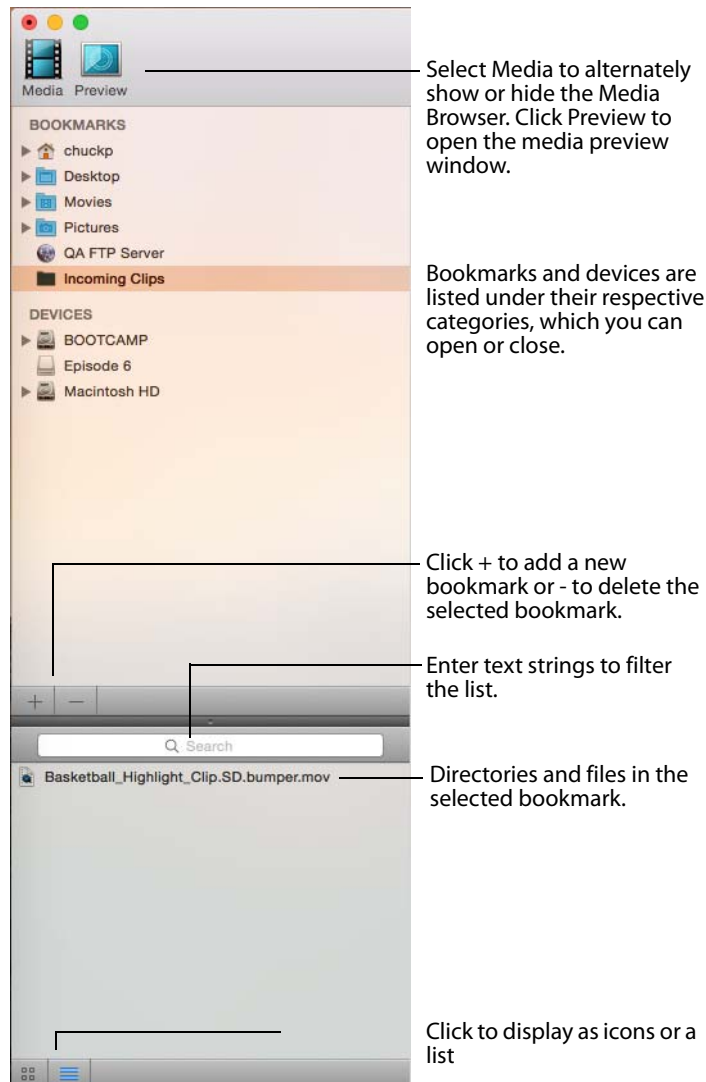 Media Preview
Select Media to alternately
show or hide the Media
Browser. Click Preview to
open the media preview
window.
BOOKMARKS
chuckp
Desktop
Movies
Pictures
QA FTP Server
Incoming Clips
Bookmarks and devices are
listed under their respective
categories, which you can
open or close.
DEVICES
BOOTCAMP
Episode 6
Macintosh HD
Click + to add a new
bookmark or - to delete the
selected bookmark.
Enter text strings to filter
the list.
Search
Basketball_Highlight_Clip.SD.bumper.mov
Directories and files in the
selected bookmark.
Click to display as icons or a
list